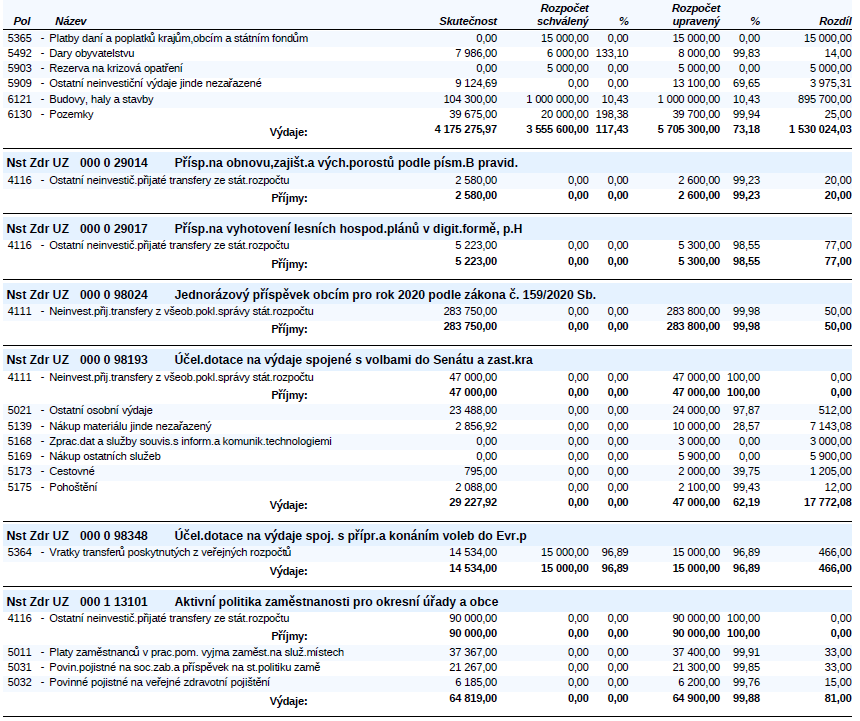 Rozpočet Rozpočet
Pol Název Skutečnost schválený % upravený % Rozdíl
5365 - Platby daní a poplatků krajům,obcím a státním fondům 0,00 15 000,00 0,00 15 000,00 0,00 15 000,00
5492 - Dary obyvatelstvu 7 986,00 6 000,00 133,10 8 000,00 99,83 14,00
5903 - Rezerva na krizová opatření 0,00 5 000,00 0,00 5 000,00 0,00 5 000,00
5909 - Ostatní neinvestiční výdaje jinde nezařazené 9 124,69 0,00 0,00 13 100,00 69,65 3 975,31
6121 - Budovy, haly a stavby 104 300,00 1 000 000,00 10,43 1 000 000,00 10,43 895 700,00
6130 - Pozemky 39 675,00 20 000,00 198,38 39 700,00 99,94 25,00
Výdaje: 4 175 275,97 3 555 600,00 117,43 5 705 300,00 73,18 1 530 024,03
Nst Zdr UZ 000 0 29014 Přísp.na obnovu,zajišt.a vých.porostů podle písm.B pravid.
4116 - Ostatní neinvestič.přijaté transfery ze stát.rozpočtu 2 580,00 0,00 0,00 2 600,00 99,23 20,00
Příjmy: 2 580,00 0,00 0,00 2 600,00 99,23 20,00
Nst Zdr UZ 000 0 29017 Přísp.na vyhotovení lesních hospod.plánů v digit.formě, p.H
4116 - Ostatní neinvestič.přijaté transfery ze stát.rozpočtu 5 223,00 0,00 0,00 5 300,00 98,55 77,00
Příjmy: 5 223,00 0,00 0,00 5 300,00 98,55 77,00
Nst Zdr UZ 000 0 98024 Jednorázový příspěvek obcím pro rok 2020 podle zákona č. 159/2020 Sb.
4111 - Neinvest.přij.transfery z všeob.pokl.správy stát.rozpočtu 283 750,00 0,00 0,00 283 800,00 99,98 50,00
Příjmy: 283 750,00 0,00 0,00 283 800,00 99,98 50,00
Nst Zdr UZ 000 0 98193 Účel.dotace na výdaje spojené s volbami do Senátu a zast.kra
4111 - Neinvest.přij.transfery z všeob.pokl.správy stát.rozpočtu 47 000,00 0,00 0,00 47 000,00 100,00 0,00
Příjmy: 47 000,00 0,00 0,00 47 000,00 100,00 0,00
5021 - Ostatní osobní výdaje 23 488,00 0,00 0,00 24 000,00 97,87 512,00
5139 - Nákup materiálu jinde nezařazený 2 856,92 0,00 0,00 10 000,00 28,57 7 143,08
5168 - Zprac.dat a služby souvis.s inform.a komunik.technologiemi 0,00 0,00 0,00 3 000,00 0,00 3 000,00
5169 - Nákup ostatních služeb 0,00 0,00 0,00 5 900,00 0,00 5 900,00
5173 - Cestovné 795,00 0,00 0,00 2 000,00 39,75 1 205,00
5175 - Pohoštění 2 088,00 0,00 0,00 2 100,00 99,43 12,00
Výdaje: 29 227,92 0,00 0,00 47 000,00 62,19 17 772,08
Nst Zdr UZ 000 0 98348 Účel.dotace na výdaje spoj. s přípr.a konáním voleb do Evr.p
5364 - Vratky transferů poskytnutých z veřejných rozpočtů 14 534,00 15 000,00 96,89 15 000,00 96,89 466,00
Výdaje: 14 534,00 15 000,00 96,89 15 000,00 96,89 466,00
Nst Zdr UZ 000 1 13101 Aktivní politika zaměstnanosti pro okresní úřady a obce
4116 - Ostatní neinvestič.přijaté transfery ze stát.rozpočtu 90 000,00 0,00 0,00 90 000,00 100,00 0,00
Příjmy: 90 000,00 0,00 0,00 90 000,00 100,00 0,00
5011 - Platy zaměstnanců v prac.pom. vyjma zaměst.na služ.místech 37 367,00 0,00 0,00 37 400,00 99,91 33,00
5031 - Povin.pojistné na soc.zab.a příspěvek na st.politiku zamě 21 267,00 0,00 0,00 21 300,00 99,85 33,00
5032 - Povinné pojistné na veřejné zdravotní pojištění 6 185,00 0,00 0,00 6 200,00 99,76 15,00
Výdaje: 64 819,00 0,00 0,00 64 900,00 99,88 81,00